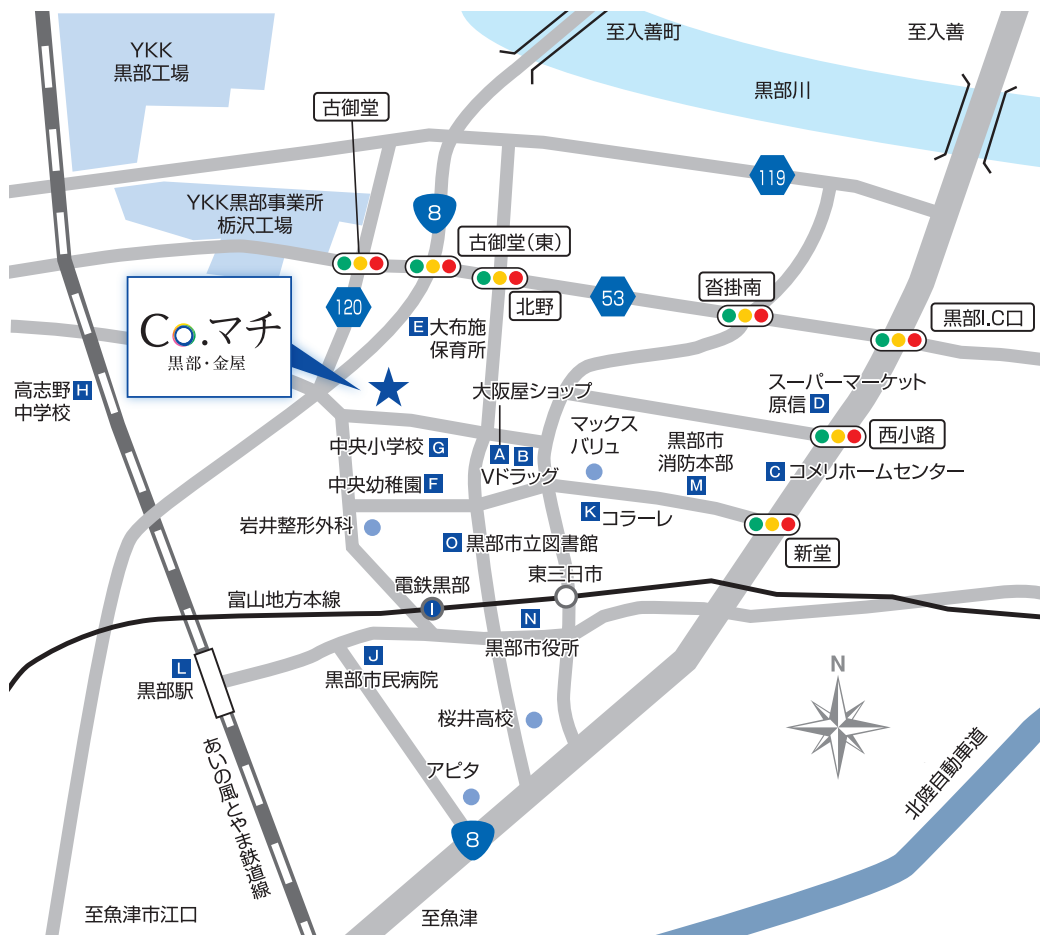 YKK
黒部工場
至入善町
至入善
黒部川
古御堂
119
YKK黒部事業所
栃沢工場
8
古御堂(東)
北野
120
53
沓掛南
黒部I.C口
Co.マチ
黒部・金屋
E 大布施
保育所
高志野
中学校 H
大阪屋ショップ
スーパーマーケット
原信 D
マックス
バリュ
西小路
中央小学校 G
A B
Vドラッグ
黒部市
消防本部
M
C コメリホームセンター
中央幼稚園 F
岩井整形外科
K コラーレ
新堂
O 黒部市立図書館
電鉄黒部
東三日市
富山地方本線
I
N
黒部市役所
L
黒部駅
J
黒部市民病院
N
桜井高校
あいの風とやま鉄道線
アピタ
北陸自動車道
8
至魚津市江口
至魚津